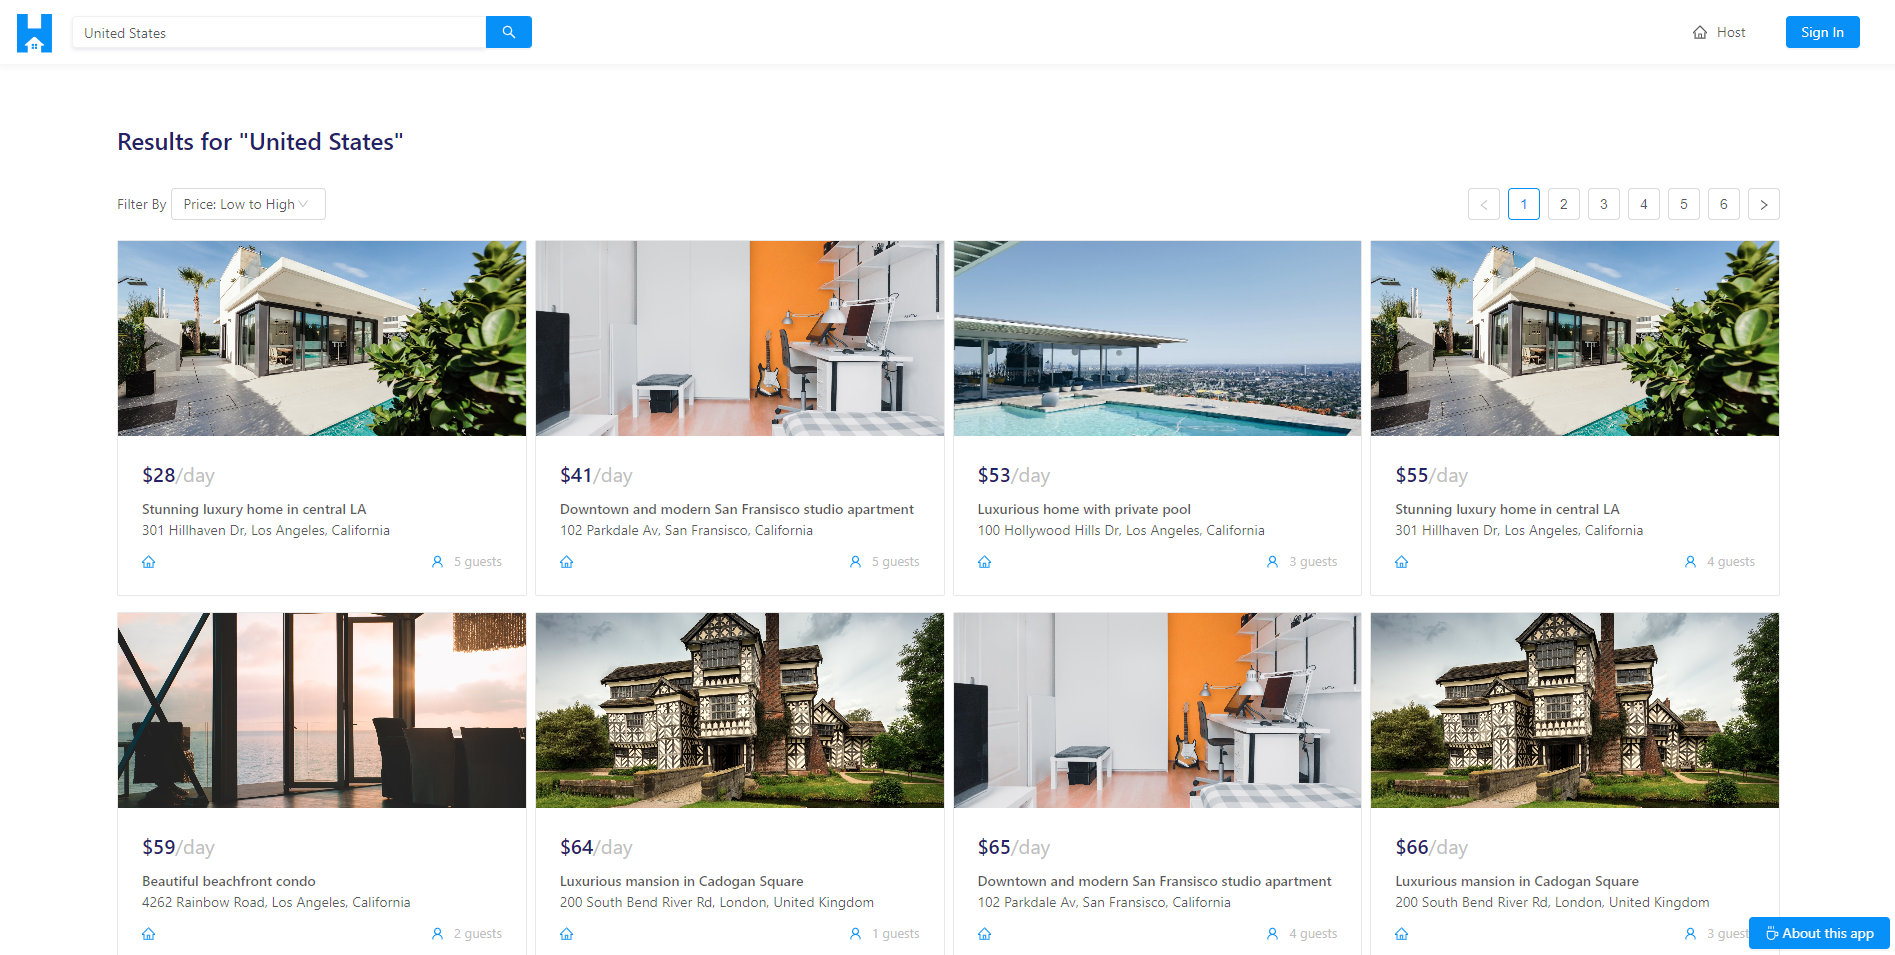 United States
Host
Sign In
Results for "United States"
Filter By
Price: Low to High
1 2 3 4 5 6
$28/day
Stunning luxury home in central LA
301 Hillhaven Dr, Los Angeles, California
5 guests
$41/day
Downtown and modern San Fransisco studio apartment
102 Parkdale Av, San Fransisco, California
5 guests
$53/day
Luxurious home with private pool
100 Hollywood Hills Dr, Los Angeles, California
3 guests
$55/day
Stunning luxury home in central LA
301 Hillhaven Dr, Los Angeles, California
4 guests
$59/day
Beautiful beachfront condo
4262 Rainbow Road, Los Angeles, California
2 guests
$64/day
Luxurious mansion in Cadogan Square
200 South Bend River Rd, London, United Kingdom
1 guests
$65/day
Downtown and modern San Fransisco studio apartment
102 Parkdale Av, San Fransisco, California
4 guests
$66/day
Luxurious mansion in Cadogan Square
200 South Bend River Rd, London, United Kingdom
3 guest
About this app